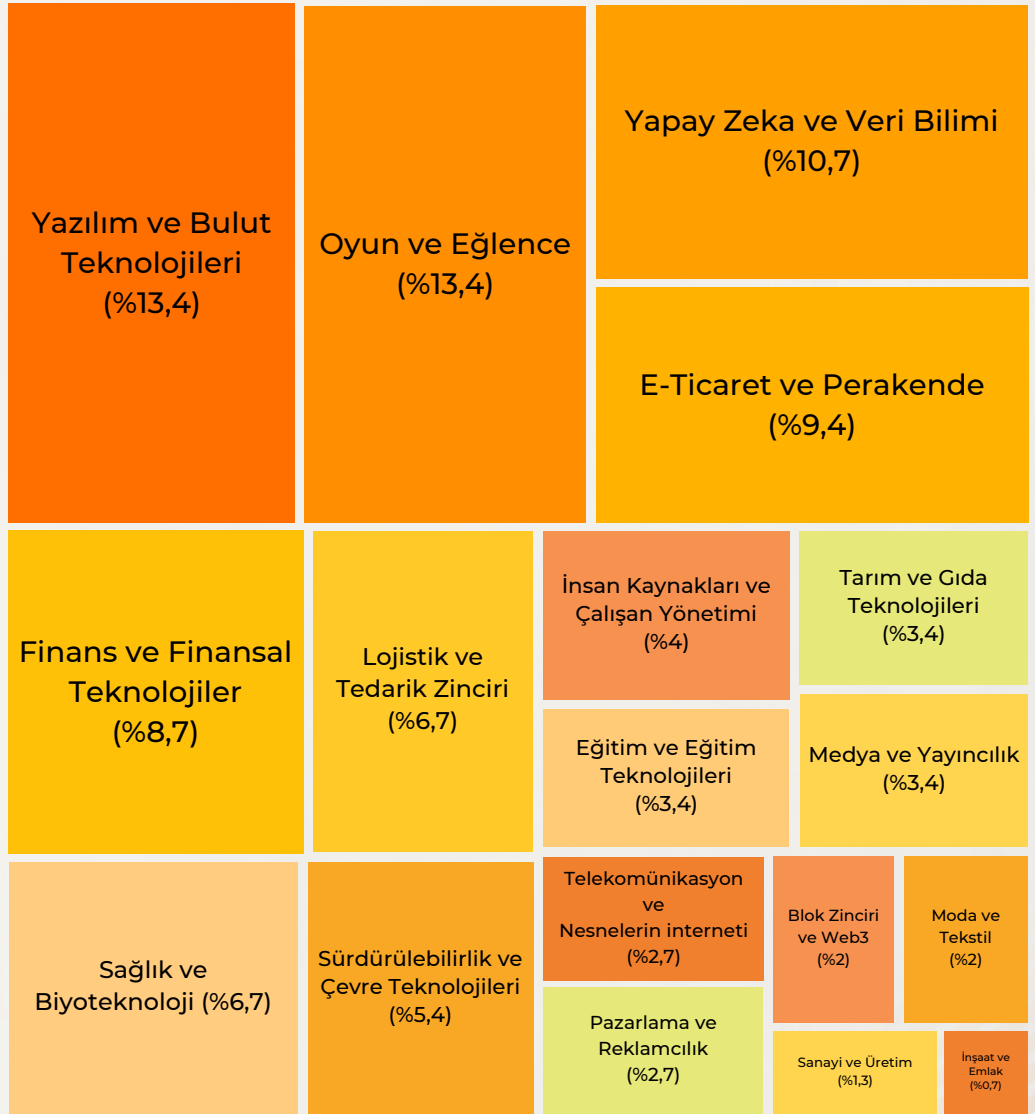 Yazılım ve Bulut
Teknolojileri
(%13,4)
Oyun ve Eğlence
(%13,4)
Yapay Zeka ve Veri Bilimi
(%10,7)
E-Ticaret ve Perakende
(%9,4)
Finans ve Finansal
Teknolojiler
(%8,7)
Lojistik ve
Tedarik Zinciri
(%6,7)
İnsan Kaynakları ve
Çalışan Yönetimi
(%4)
Tarım ve Gıda
Teknolojileri
(%3,4)
Eğitim ve Eğitim
Teknolojileri
(%3,4)
Medya ve Yayıncılık
(%3,4)
Sağlık ve
Biyoteknoloji (%6,7)
Sürdürülebilirlik ve
Çevre Teknolojileri
(%5,4)
Telekomünikasyon
ve
Nesnelerin interneti
(%2,7)
Blok Zinciri
ve Web3
(%2)
Moda ve
Tekstil
(%2)
Pazarlama ve
Reklamcılık
(%2,7)
Sanayi ve Üretim
(%1,3)
İnşaat ve
Emlak
(%0,7)